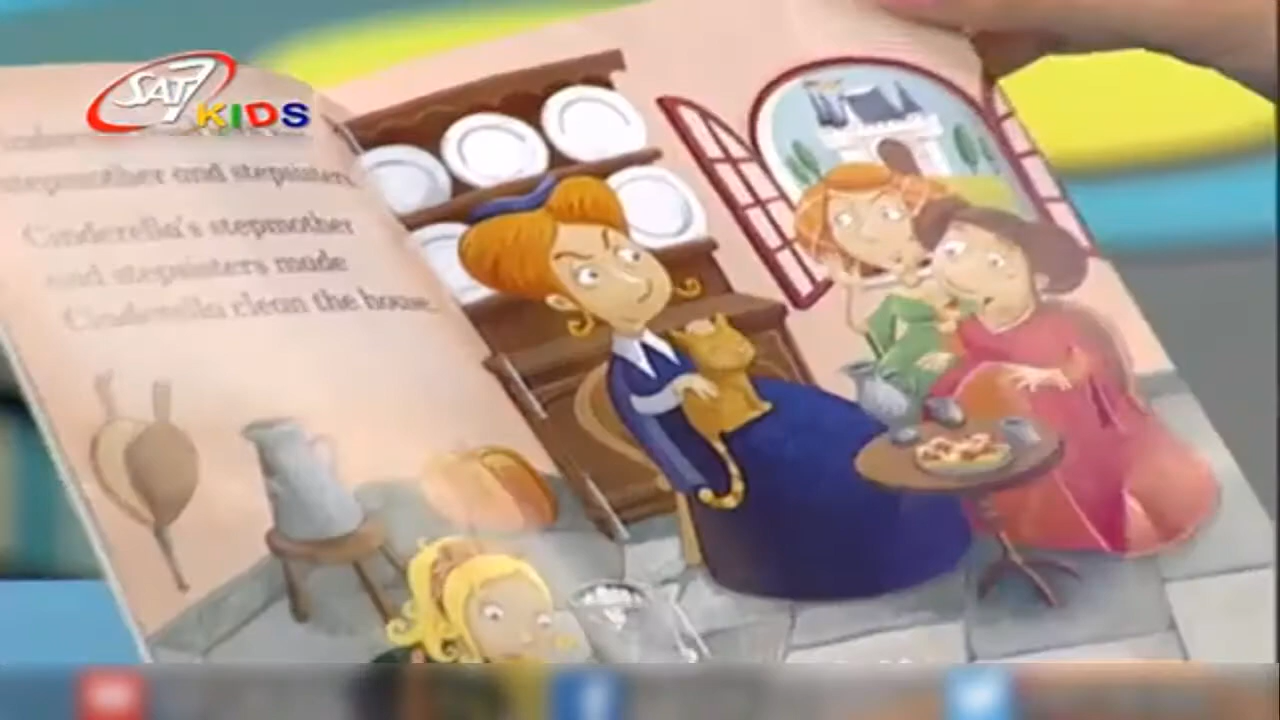 SAT7
KIDS
stepmother and stepsisters
Cinderella's stepmother
and stepsisters made
Cinderella clean the house.